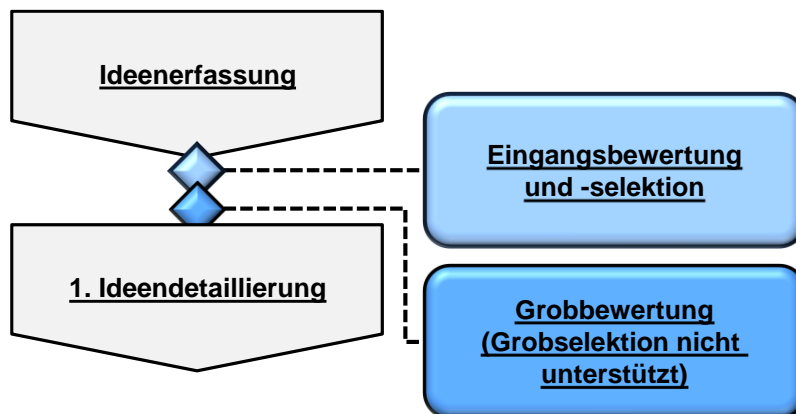 Ideenerfassung
Eingangsbewertung
und -selektion
1. Ideendetaillierung
Grobbewertung
(Grobselektion nicht
unterstützt)